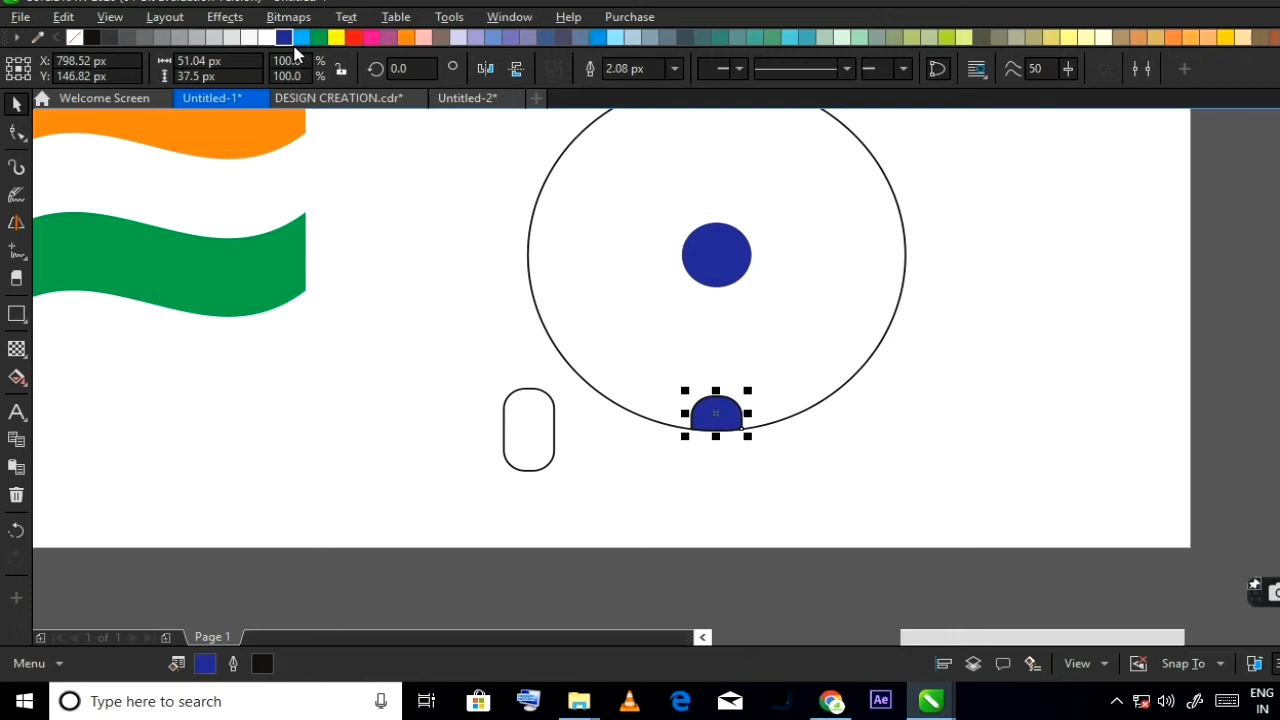 File Edit View Layout Effects Bitmaps Text Table Tools Window Help Purchase
X: 798.52 px 51.04 px 100.0 % 0.0 ° 2.08 px 50
Y: 146.82 px 37.5 px 100.0 %
Welcome Screen Untitled-1* DESIGN CREATION.cdr* Untitled-2*
1 of 1 Page 1
Menu View Snap To
Type here to search Ae ENG
IN